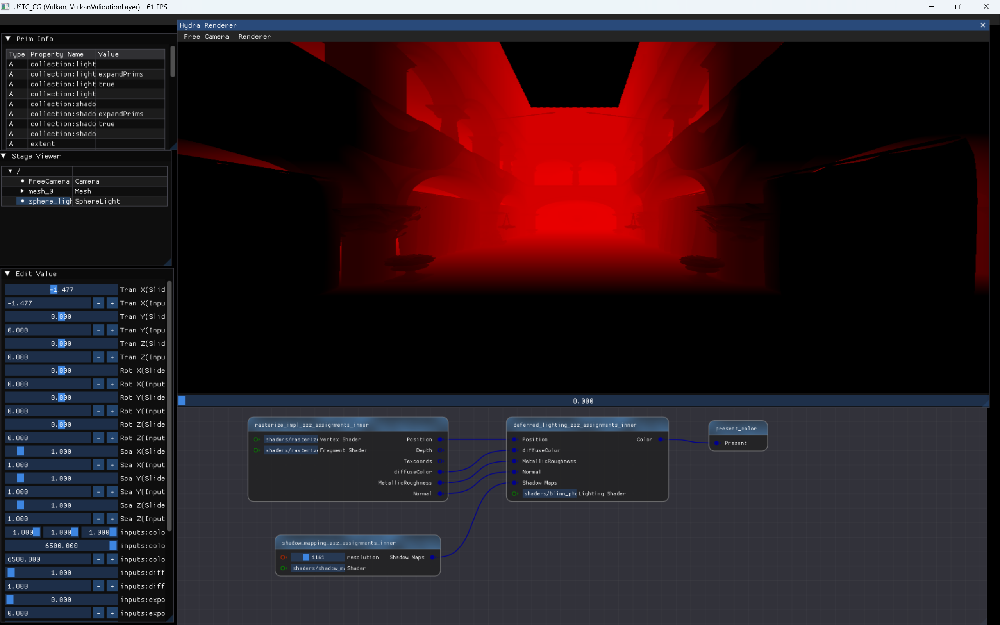 USTC_CG (Vulkan, VulkanValidationLayer) - 61 FPS
Hydra Renderer
Free Camera Renderer
Prim Info
Type Property Name Value
A collection:light
A collection:light expandPrims
A collection:light true
A collection:light
A collection:shado
A collection:shado expandPrims
A collection:shado true
A collection:shado
A extent
Stage Viewer
/
FreeCamera Camera
mesh_0 Mesh
sphere_ligh SphereLight
Edit Value
-1.477 Tran X(Slid
-1.477 - + Tran X(Inpu
0.000 Tran Y(Slid
0.000 - + Tran Y(Inpu
0.000 Tran Z(Slid
0.000 - + Tran Z(Inpu
0.000 Rot X(Slide
0.000 - + Rot X(Input
0.000 Rot Y(Slide
0.000 - + Rot Y(Input
0.000 Rot Z(Slide
0.000 - + Rot Z(Input
1.000 Sca X(Slide
1.000 - + Sca X(Input
1.000 Sca Y(Slide
1.000 - + Sca Y(Input
1.000 Sca Z(Slide
1.000 - + Sca Z(Input
1.000 1.000 1.000 inputs:colo
6500.000 inputs:colo
6500.000 - + inputs:colo
1.000 inputs:diff
1.000 - + inputs:diff
0.000 inputs:expo
0.000 - + inputs:expo
0.000
rasterize_impl_zzz_assignments_inner
shaders/rasterize Vertex Shader Position
shaders/rasterize Fragment Shader Depth
Texcoords
diffuseColor
MetallicRoughness
Normal
deferred_lighting_zzz_assignments_inner
Position Color
diffuseColor
MetallicRoughness
Normal
Shadow Maps
shaders/blinn_pho Lighting Shader
present_color
Present
shadow_mapping_zzz_assignments_inner
1161 resolution Shadow Maps
shaders/shadow_ma Shader